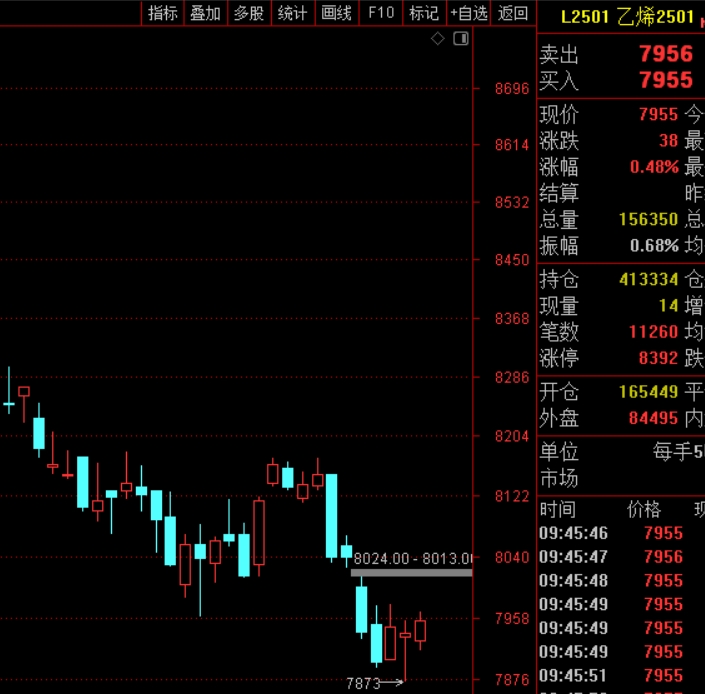 指标 叠加 多股 统计 画线 F10 标记 +自选 返回
L2501 乙烯2501
卖出 7956
买入 7955
现价 7955 今
涨跌 38 最
涨幅 0.48% 最
结算 昨
总量 156350 总
振幅 0.68% 均
持仓 413334 仓
现量 14 增
笔数 11260 均
涨停 8392 跌
开仓 165449 平
外盘 84495 内
单位 每手5
市场
时间 价格 现
09:45:46 7955
09:45:47 7956
09:45:48 7955
09:45:49 7955
09:45:49 7955
09:45:49 7955
09:45:51 7955
8696
8614
8532
8450
8368
8286
8204
8122
8040
7958
7876
8024.00 - 8013.00
7873